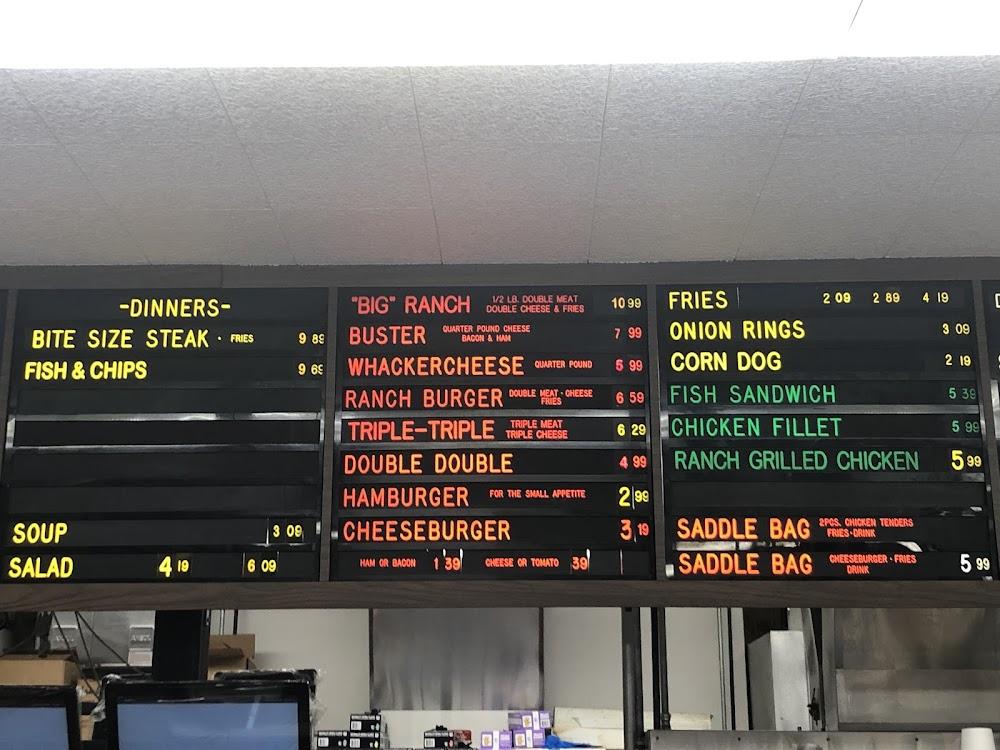 -DINNERS-
BITE SIZE STEAK · FRIES 9 89
FISH & CHIPS 9 69
SOUP 3 09
SALAD 4 19 6 09
"BIG" RANCH 1/2 LB. DOUBLE MEAT 10 99
DOUBLE CHEESE & FRIES
BUSTER QUARTER POUND CHEESE 7 99
BACON & HAM
WHACKERCHEESE QUARTER POUND 5 99
RANCH BURGER DOUBLE MEAT · CHEESE 6 59
FRIES
TRIPLE-TRIPLE TRIPLE MEAT 6 29
TRIPLE CHEESE
DOUBLE DOUBLE 4 99
HAMBURGER FOR THE SMALL APPETITE 2 99
CHEESEBURGER 3 19
HAM OR BACON 1 39 CHEESE OR TOMATO 39
FRIES 2 09 2 89 4 19
ONION RINGS 3 09
CORN DOG 2 19
FISH SANDWICH 5 39
CHICKEN FILLET 5 99
RANCH GRILLED CHICKEN 5 99
SADDLE BAG 2PCS. CHICKEN TENDERS
FRIES · DRINK
SADDLE BAG CHEESEBURGER · FRIES 5 99
DRINK